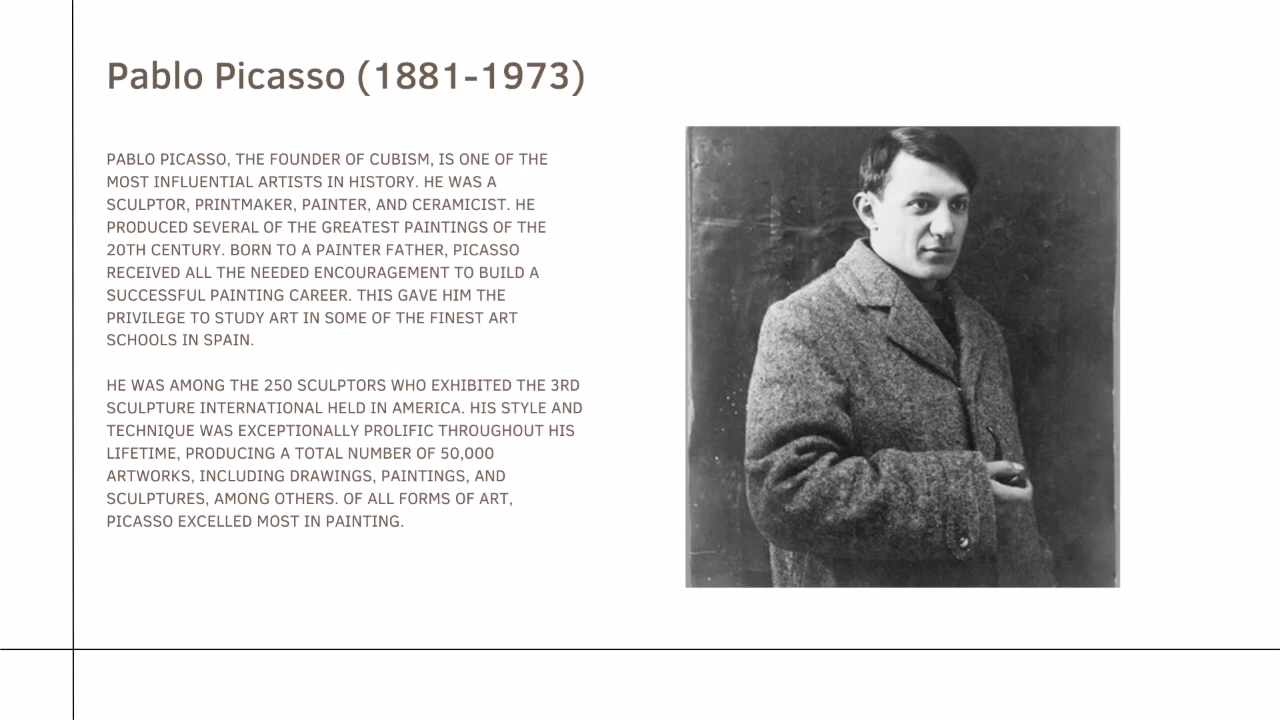 Pablo Picasso (1881-1973)
PABLO PICASSO, THE FOUNDER OF CUBISM, IS ONE OF THE
MOST INFLUENTIAL ARTISTS IN HISTORY. HE WAS A
SCULPTOR, PRINTMAKER, PAINTER, AND CERAMICIST. HE
PRODUCED SEVERAL OF THE GREATEST PAINTINGS OF THE
20TH CENTURY. BORN TO A PAINTER FATHER, PICASSO
RECEIVED ALL THE NEEDED ENCOURAGEMENT TO BUILD A
SUCCESSFUL PAINTING CAREER. THIS GAVE HIM THE
PRIVILEGE TO STUDY ART IN SOME OF THE FINEST ART
SCHOOLS IN SPAIN.
HE WAS AMONG THE 250 SCULPTORS WHO EXHIBITED THE 3RD
SCULPTURE INTERNATIONAL HELD IN AMERICA. HIS STYLE AND
TECHNIQUE WAS EXCEPTIONALLY PROLIFIC THROUGHOUT HIS
LIFETIME, PRODUCING A TOTAL NUMBER OF 50,000
ARTWORKS, INCLUDING DRAWINGS, PAINTINGS, AND
SCULPTURES, AMONG OTHERS. OF ALL FORMS OF ART,
PICASSO EXCELLED MOST IN PAINTING.